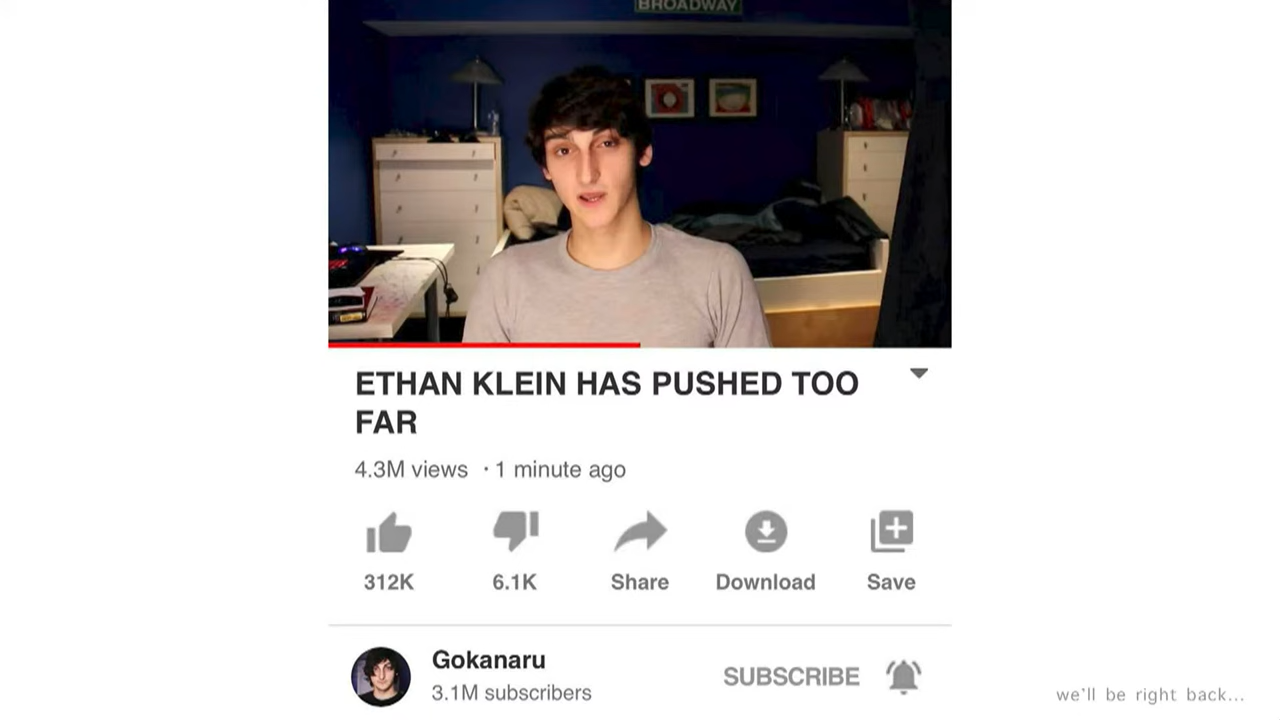 BROADWAY
ETHAN KLEIN HAS PUSHED TOO
FAR
4.3M views · 1 minute ago
312K
6.1K
Share
Download
Save
Gokanaru
3.1M subscribers
SUBSCRIBE
we'll be right back...